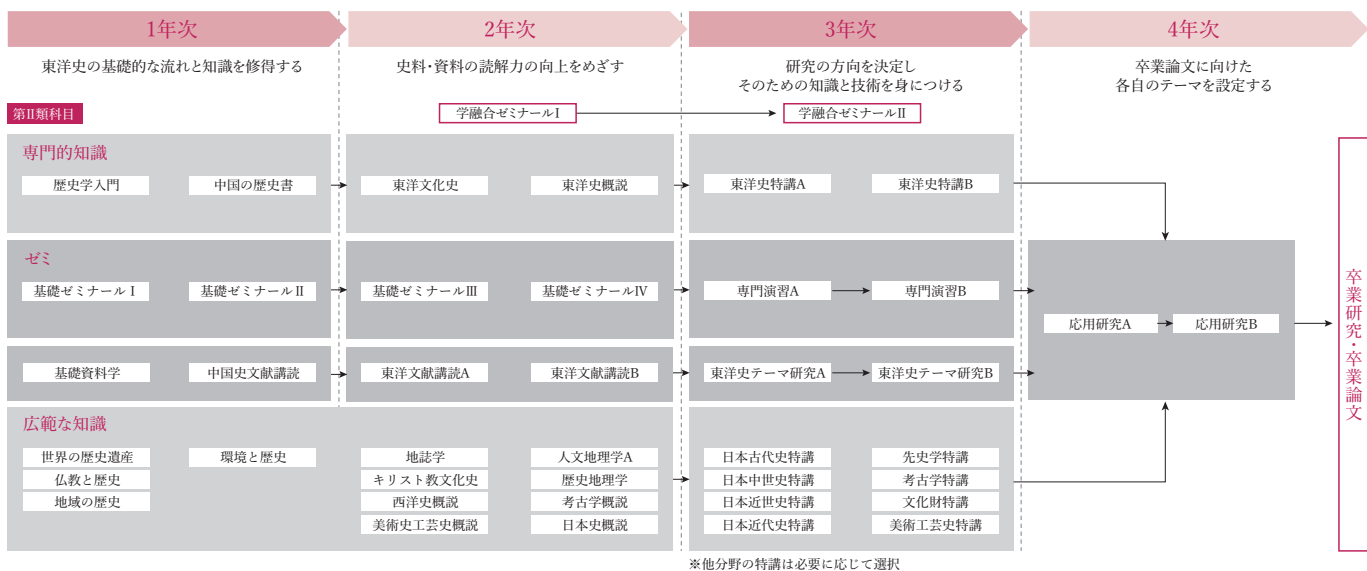 1年次
2年次
3年次
4年次
東洋史の基礎的な流れと知識を修得する
史料・資料の読解力の向上をめざす
研究の方向を決定し
そのための知識と技術を身につける
卒業論文に向けた
各自のテーマを設定する
第Ⅱ類科目
学融合ゼミナールⅠ
学融合ゼミナールⅡ
専門的知識
歴史学入門
中国の歴史書
東洋文化史
東洋史概説
東洋史特講A
東洋史特講B
ゼミ
基礎ゼミナールⅠ
基礎ゼミナールⅡ
基礎ゼミナールⅢ
基礎ゼミナールⅣ
専門演習A
専門演習B
応用研究A
応用研究B
基礎資料学
中国史文献講読
東洋文献講読A
東洋文献講読B
東洋史テーマ研究A
東洋史テーマ研究B
広範な知識
世界の歴史遺産
環境と歴史
地誌学
人文地理学A
日本古代史特講
先史学特講
仏教と歴史
キリスト教文化史
歴史地理学
日本中世史特講
考古学特講
地域の歴史
西洋史概説
考古学概説
日本近世史特講
文化財特講
美術史工芸史概説
日本史概説
日本近代史特講
美術工芸史特講
※他分野の特講は必要に応じて選択
卒業研究・卒業論文